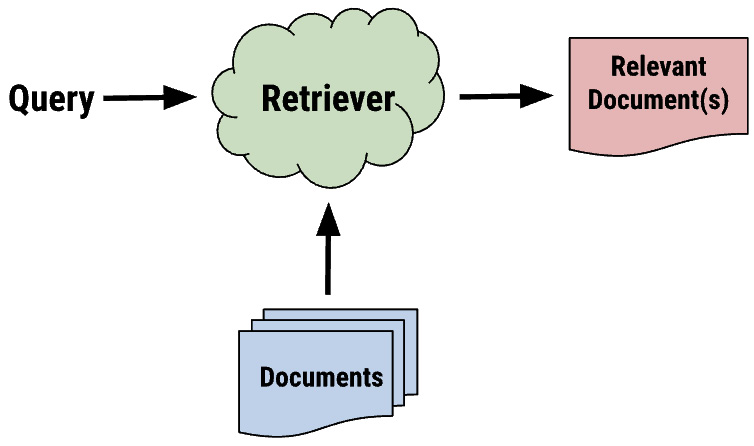 Query
Retriever
Relevant
Document(s)
Documents